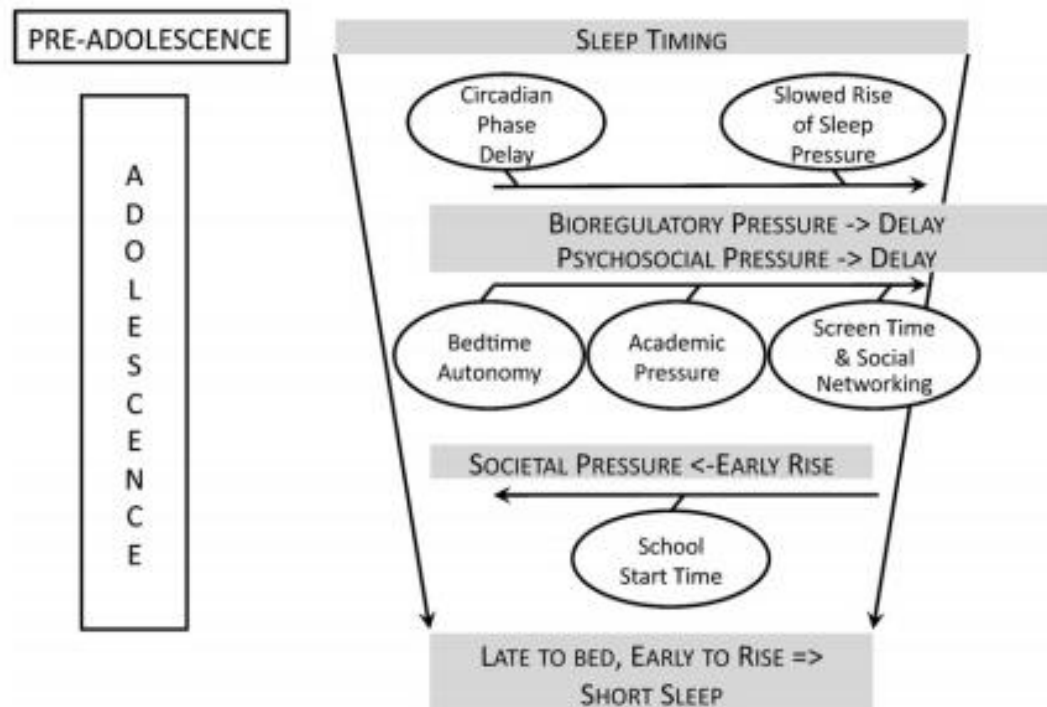 PRE-ADOLESCENCE
SLEEP TIMING
Circadian
Phase
Delay
Slowed Rise
of Sleep
Pressure
ADOLESCENCE
BIOREGULATORY PRESSURE -> DELAY
PSYCHOSOCIAL PRESSURE -> DELAY
Bedtime
Autonomy
Academic
Pressure
Screen Time
& Social
Networking
SOCIETAL PRESSURE <-EARLY RISE
School
Start Time
LATE TO BED, EARLY TO RISE =>
SHORT SLEEP